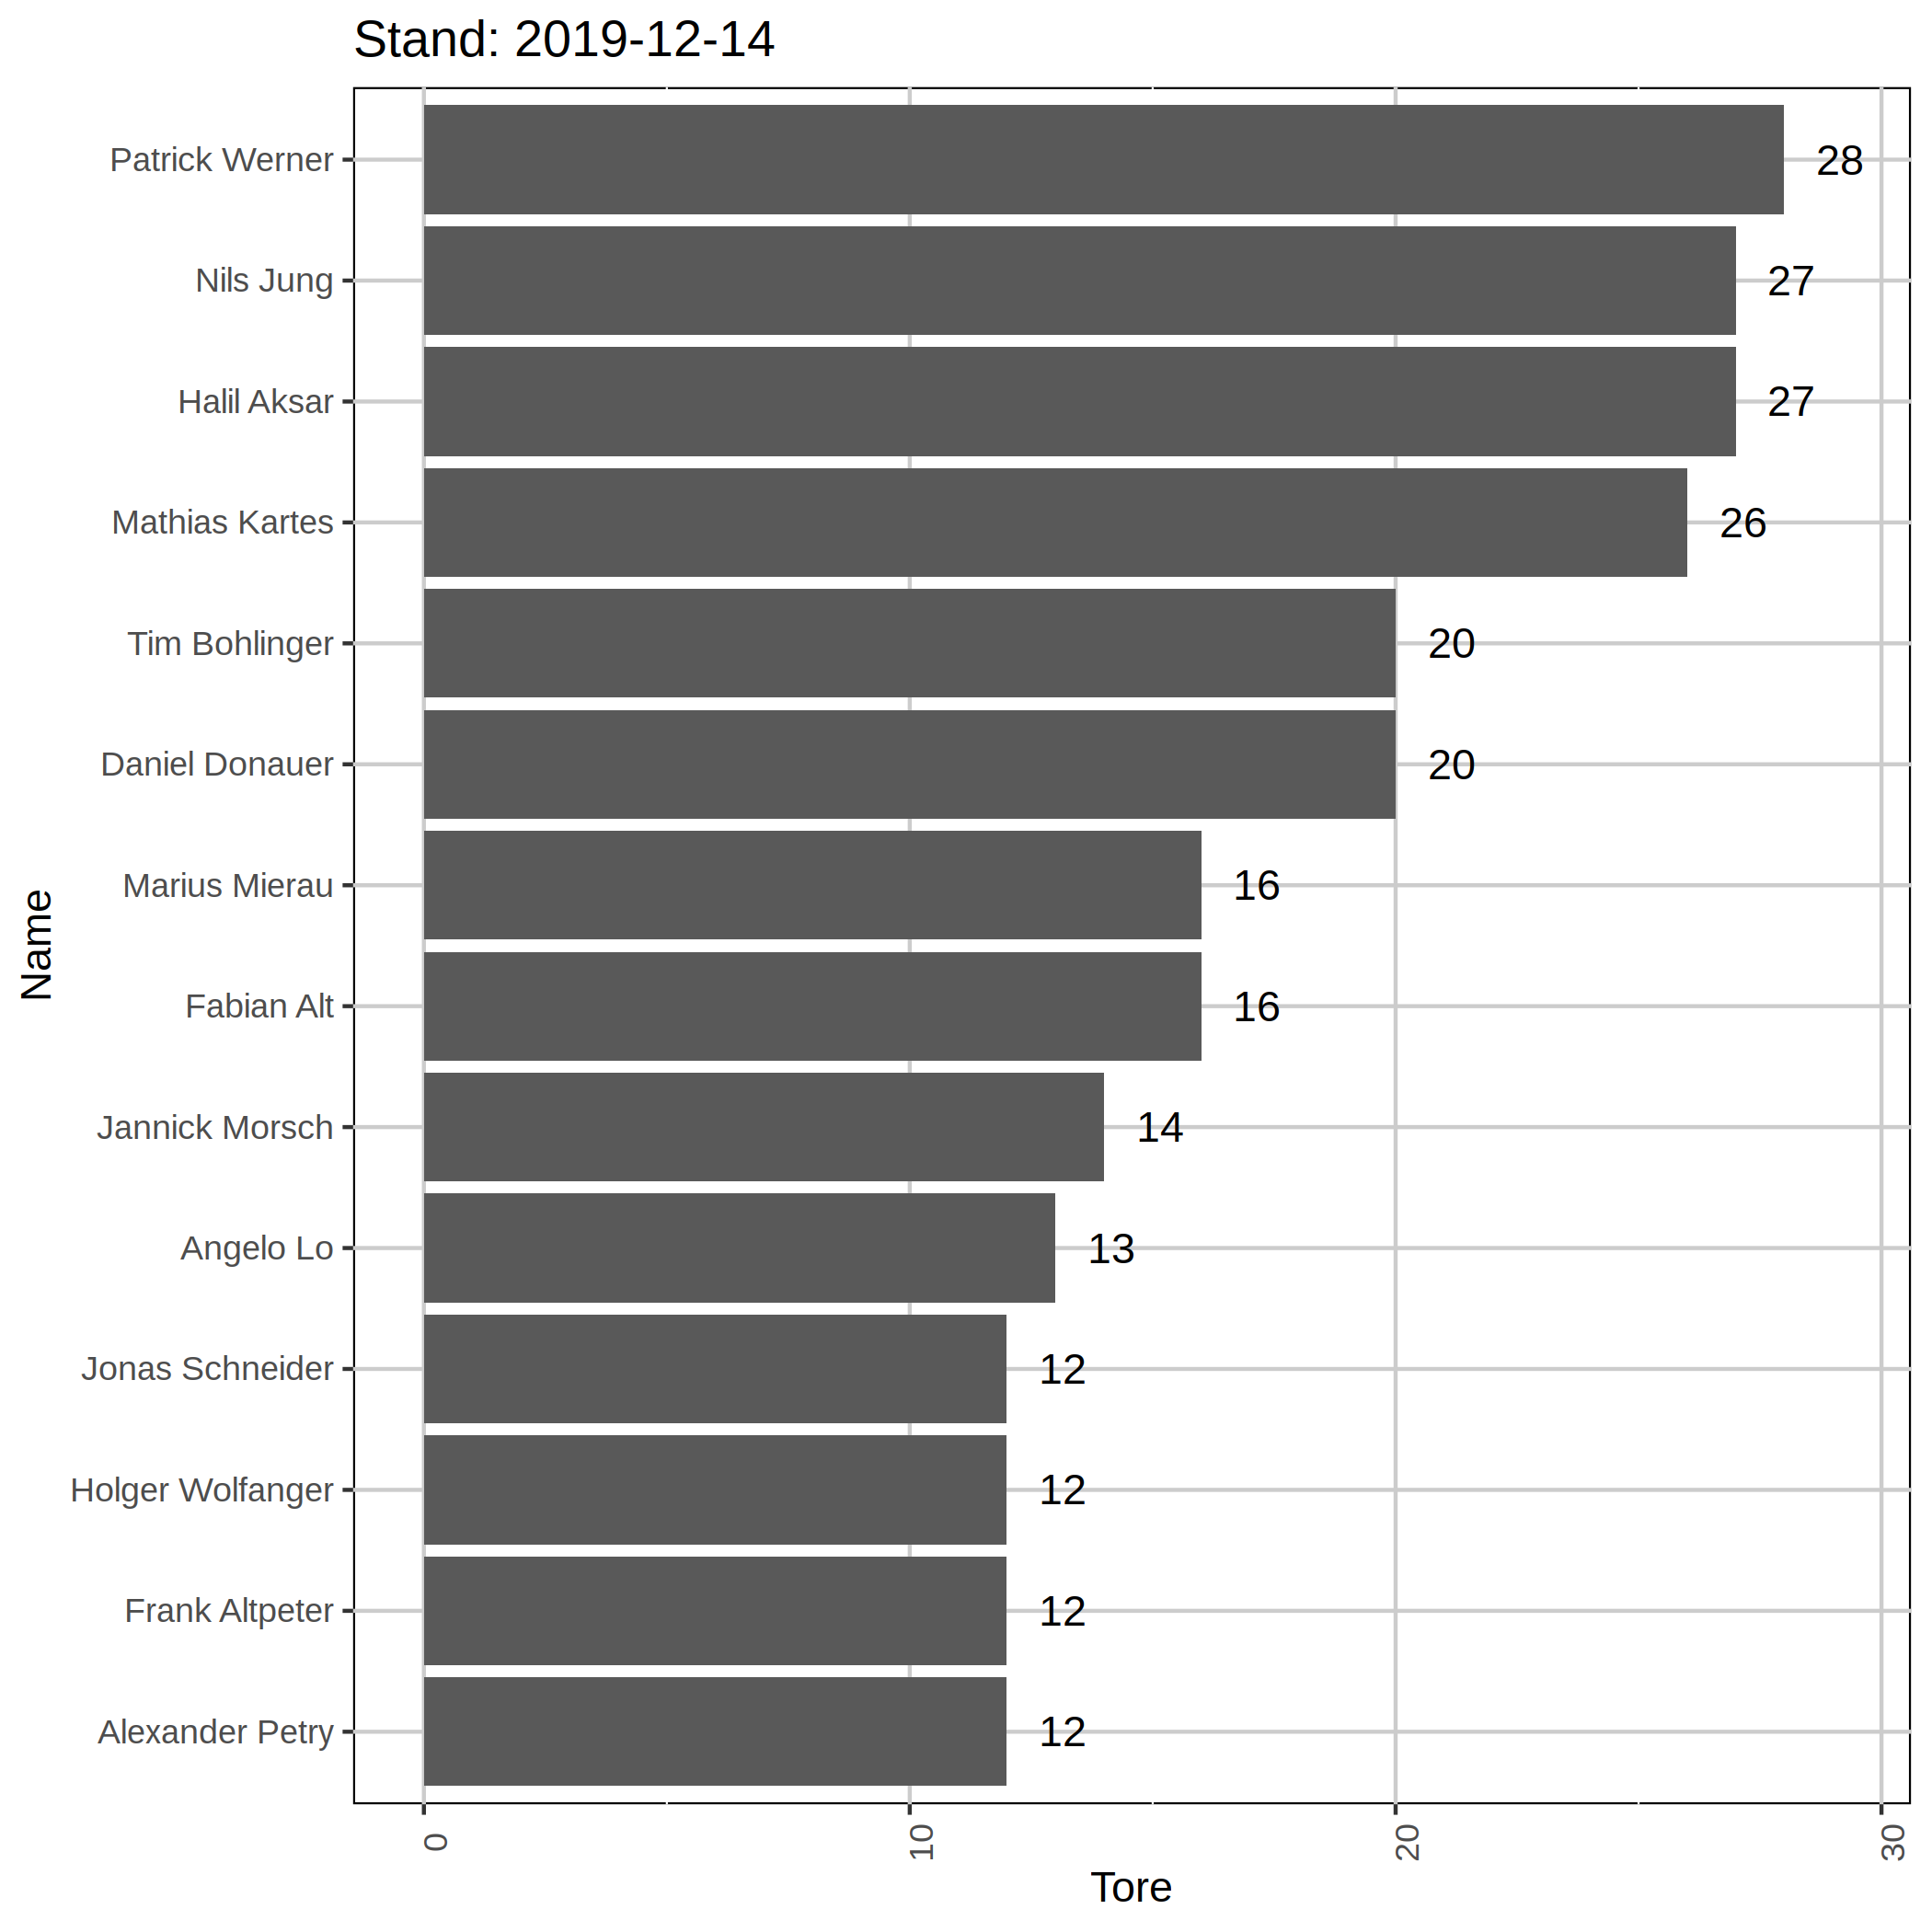 Stand: 2019-12-14
Patrick Werner 28
Nils Jung 27
Halil Aksar 27
Mathias Kartes 26
Tim Bohlinger 20
Daniel Donauer 20
Marius Mierau 16
Fabian Alt 16
Jannick Morsch 14
Angelo Lo 13
Jonas Schneider 12
Holger Wolfanger 12
Frank Altpeter 12
Alexander Petry 12
Name
0 10 20 30
Tore